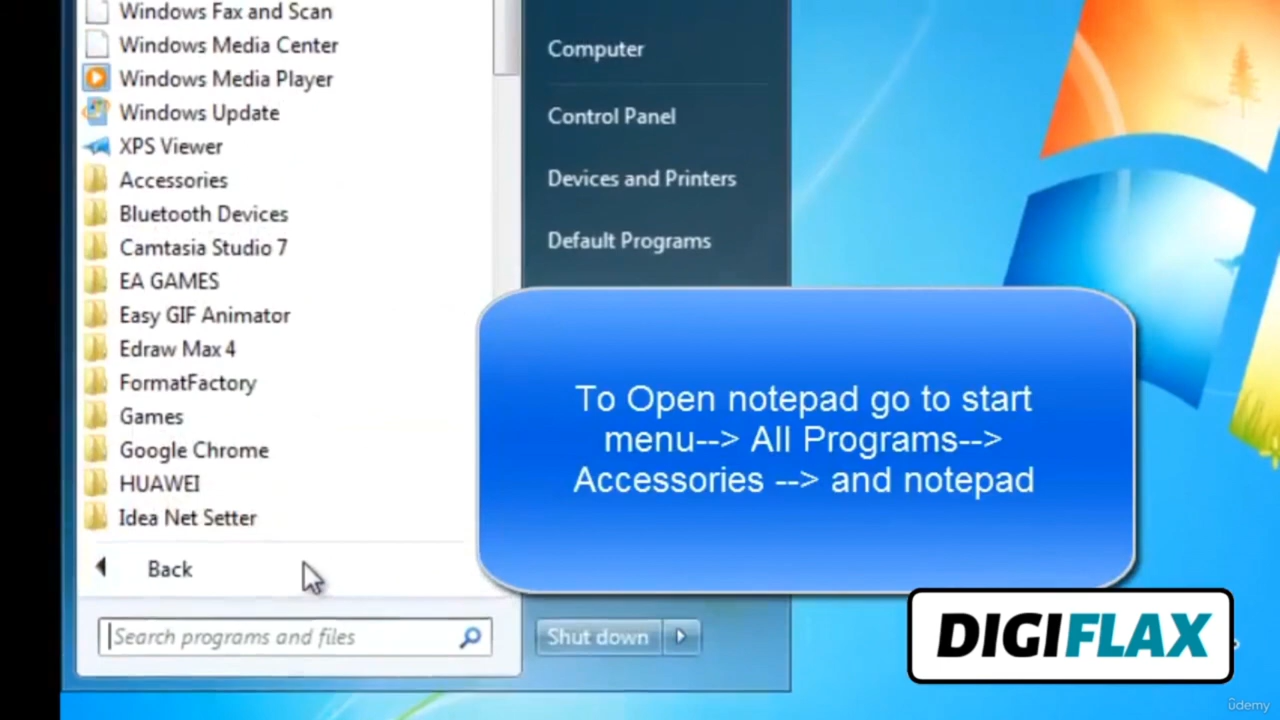 Windows Fax and Scan
Windows Media Center
Windows Media Player
Windows Update
XPS Viewer
Accessories
Bluetooth Devices
Camtasia Studio 7
EA GAMES
Easy GIF Animator
Edraw Max 4
FormatFactory
Games
Google Chrome
HUAWEI
Idea Net Setter
Back
Search programs and files
Computer
Control Panel
Devices and Printers
Default Programs
To Open notepad go to start
menu--> All Programs-->
Accessories --> and notepad
Shut down
DIGIFLAX
ûdemy